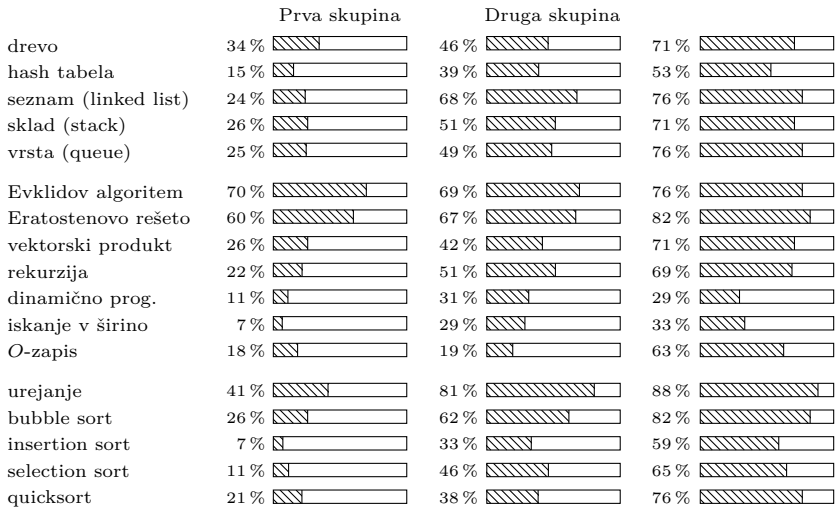 Prva skupina Druga skupina
drevo 34 % 46 % 71 %
hash tabela 15 % 39 % 53 %
seznam (linked list) 24 % 68 % 76 %
sklad (stack) 26 % 51 % 71 %
vrsta (queue) 25 % 49 % 76 %
Evklidov algoritem 70 % 69 % 76 %
Eratostenovo rešeto 60 % 67 % 82 %
vektorski produkt 26 % 42 % 71 %
rekurzija 22 % 51 % 69 %
dinamično prog. 11 % 31 % 29 %
iskanje v širino 7 % 29 % 33 %
O-zapis 18 % 19 % 63 %
urejanje 41 % 81 % 88 %
bubble sort 26 % 62 % 82 %
insertion sort 7 % 33 % 59 %
selection sort 11 % 46 % 65 %
quicksort 21 % 38 % 76 %